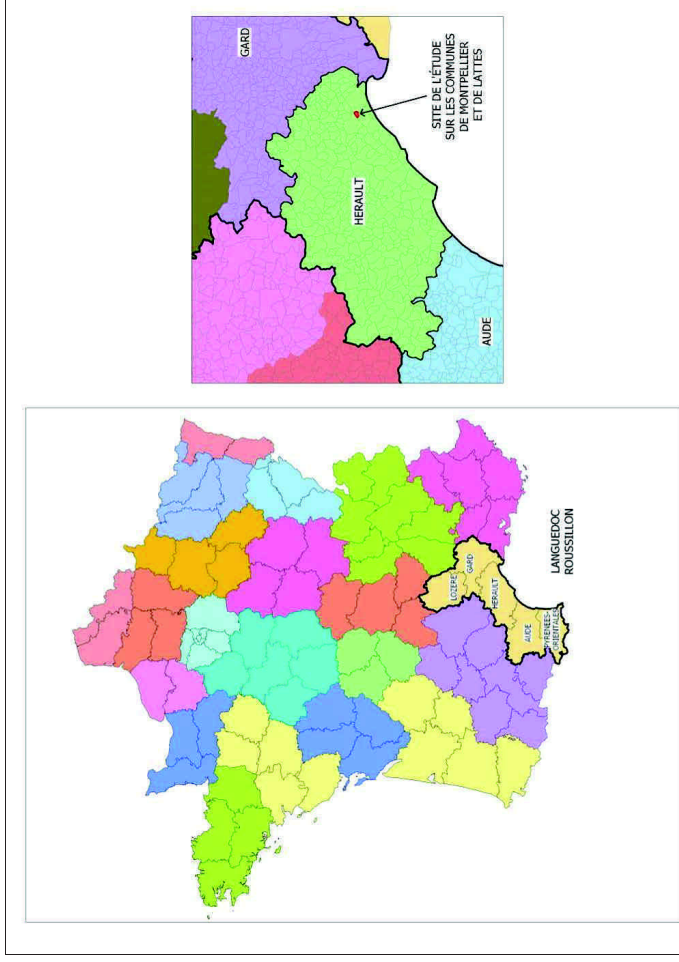 GARD
HERAULT
AUDE
SITE DE L'ÉTUDE
SUR LES COMMUNES
DE MONTPELLIER
ET DE LATTES
LOZERE
GARD
HERAULT
AUDE
PYRENEES-
ORIENTALES
LANGUEDOC
ROUSSILLON